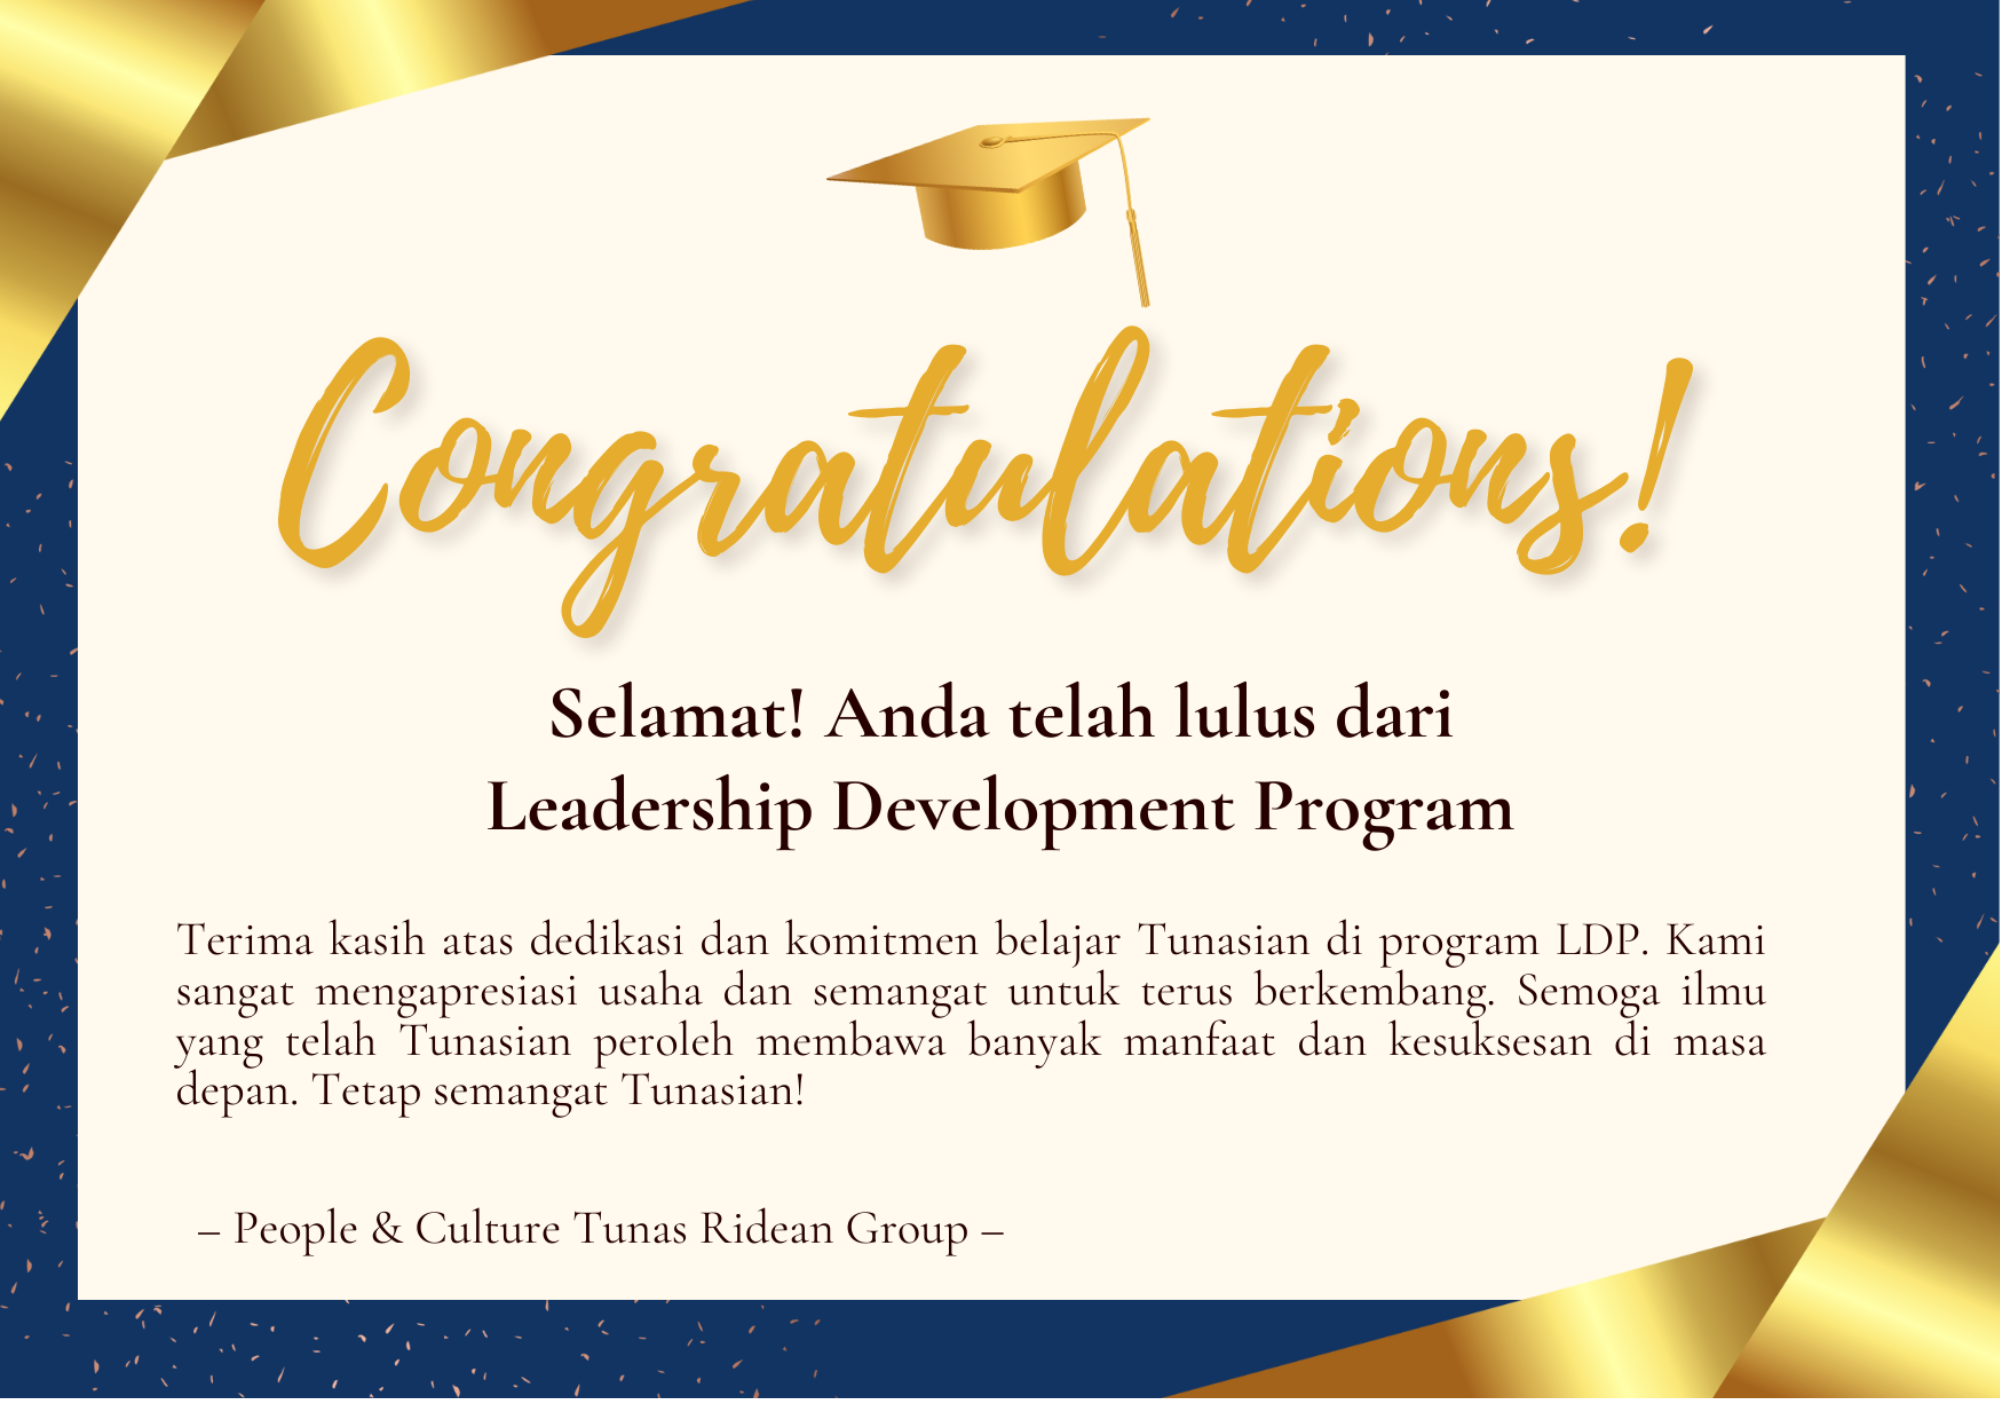 Congratulations!
Selamat! Anda telah lulus dari
Leadership Development Program
Terima kasih atas dedikasi dan komitmen belajar Tunasian di program LDP. Kami
sangat mengapresiasi usaha dan semangat untuk terus berkembang. Semoga ilmu
yang telah Tunasian peroleh membawa banyak manfaat dan kesuksesan di masa
depan. Tetap semangat Tunasian!
– People & Culture Tunas Ridean Group –